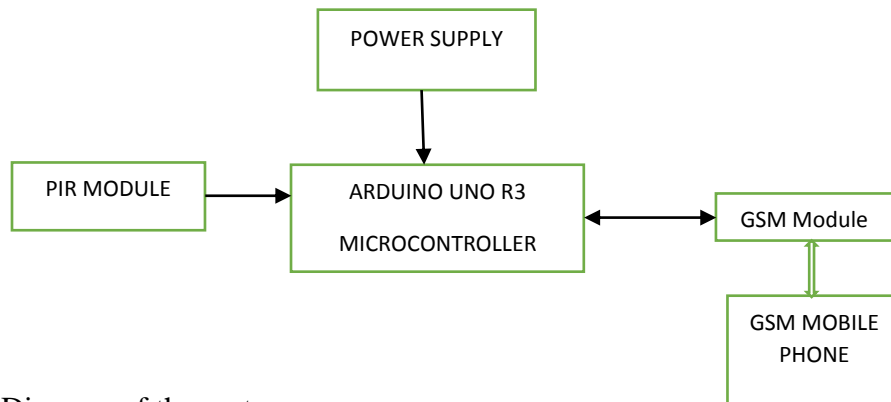 POWER SUPPLY
PIR MODULE
ARDUINO UNO R3
MICROCONTROLLER
GSM Module
GSM MOBILE
PHONE